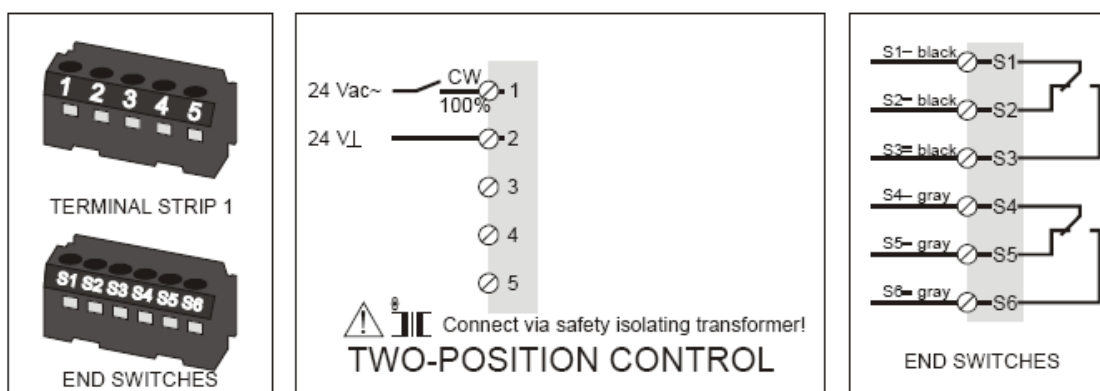 1 2 3 4 5
TERMINAL STRIP 1
S1 S2 S3 S4 S5 S6
END SWITCHES
24 Vac~ CW 1
100%
24 V⊥ 2
3
4
5
Connect via safety isolating transformer!
TWO-POSITION CONTROL
S1– black S1
S2– black S2
S3– black S3
S4– gray S4
S5– gray S5
S6– gray S6
END SWITCHES